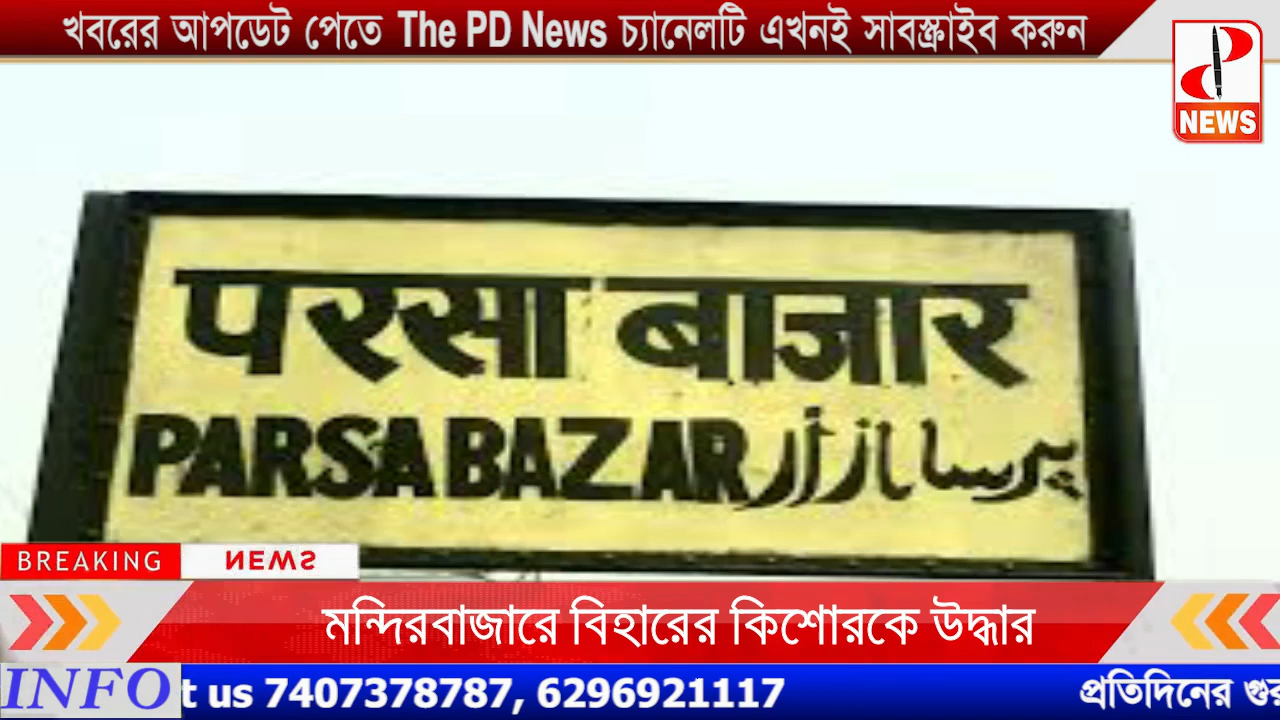 খবরের আপডেট পেতে The PD News চ্যানেলটি এখনই সাবস্ক্রাইব করুন
NEWS
परसा बाजार
PARSA BAZAR پرسا بازار
BREAKING NEWS
মন্দিরবাজারে বিহারের কিশোরকে উদ্ধার
INFO t us 7407378787, 6296921117 প্রতিদিনের